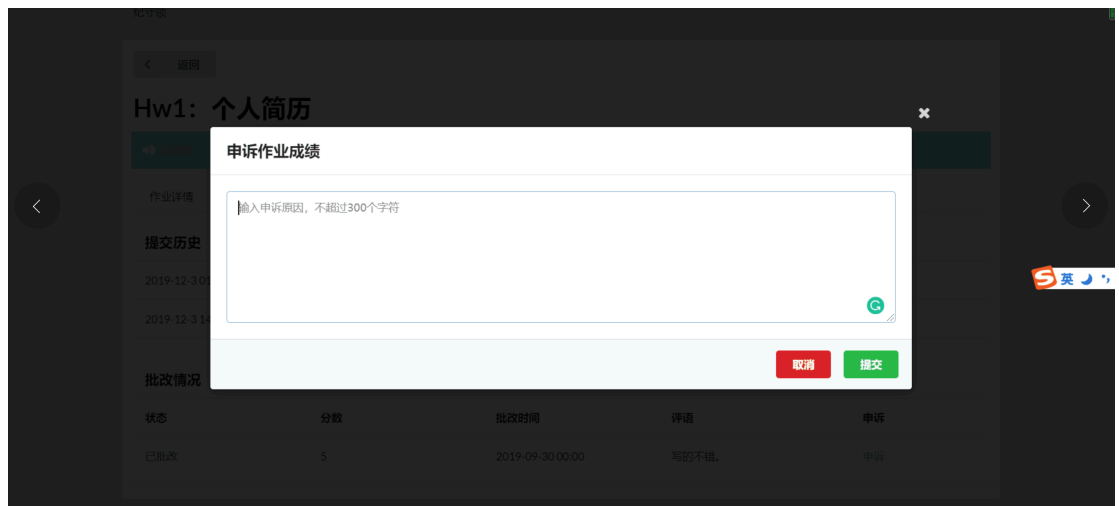 返回
Hw1：个人简历
申诉作业成绩
作业详情
输入申诉原因，不超过300个字符
提交历史
2019-12-3 01
英
2019-12-3 14
取消
提交
批改情况
状态 分数 批改时间 评语 申诉
已批改 5 2019-09-30 00:00 写的不错。 申诉